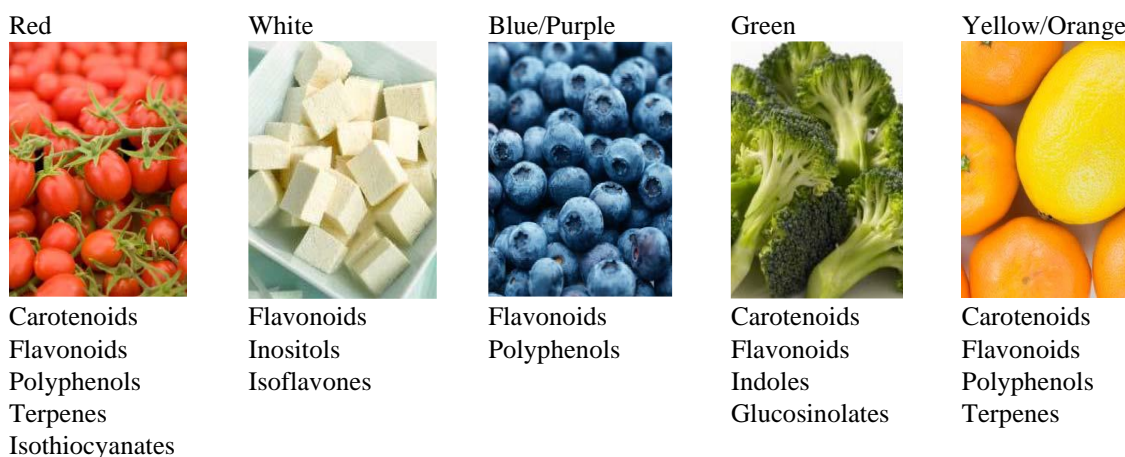 Red
White
Blue/Purple
Green
Yellow/Orange
Carotenoids
Flavonoids
Polyphenols
Terpenes
Isothiocyanates
Flavonoids
Inositols
Isoflavones
Flavonoids
Polyphenols
Carotenoids
Flavonoids
Indoles
Glucosinolates
Carotenoids
Flavonoids
Polyphenols
Terpenes